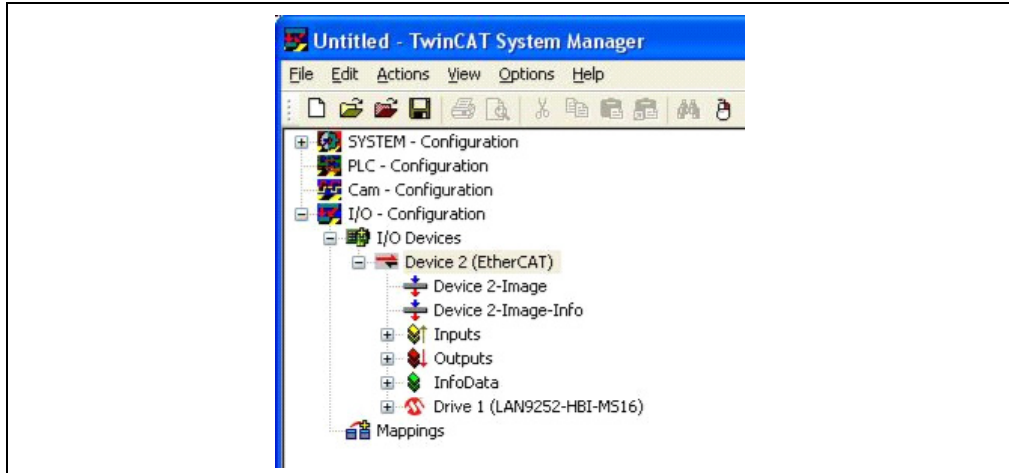 Untitled - TwinCAT System Manager
File Edit Actions View Options Help
SYSTEM - Configuration
PLC - Configuration
Cam - Configuration
I/O - Configuration
I/O Devices
Device 2 (EtherCAT)
Device 2-Image
Device 2-Image-Info
Inputs
Outputs
InfoData
Drive 1 (LAN9252-HBI-MS16)
Mappings